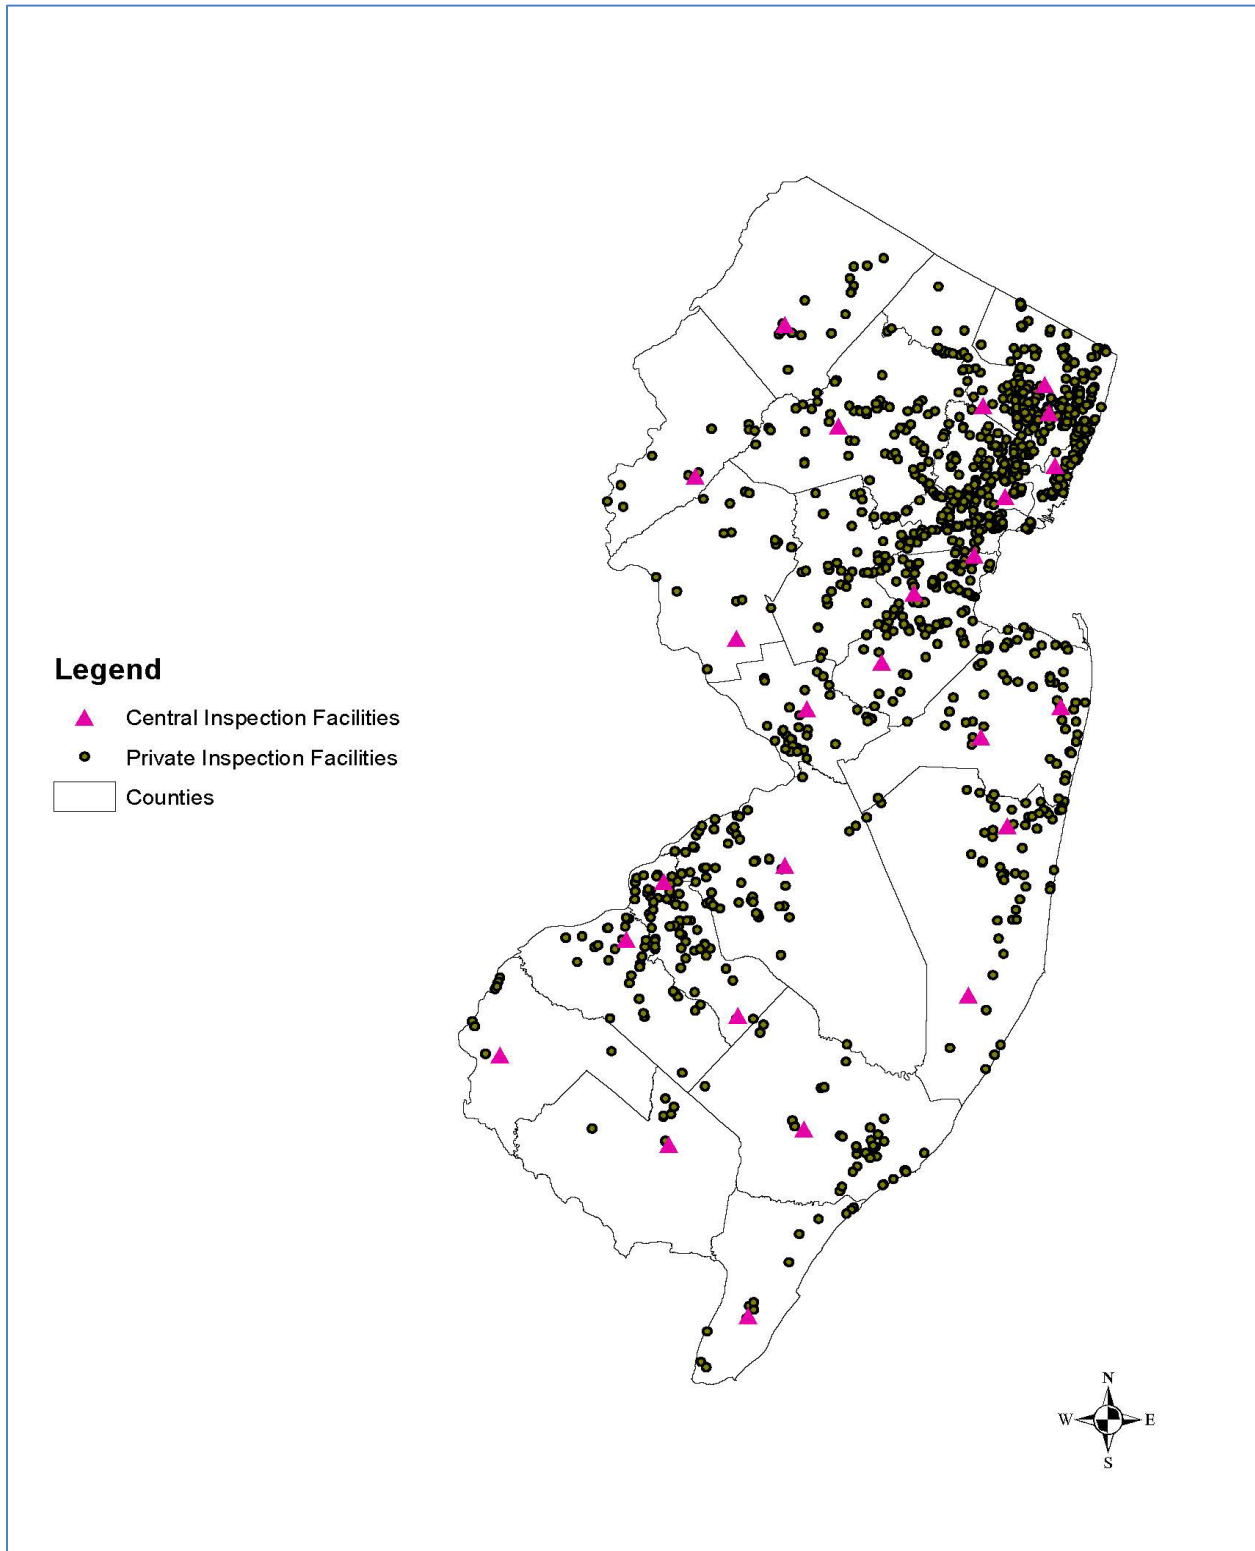 Legend
Central Inspection Facilities
Private Inspection Facilities
Counties
N
W E
S